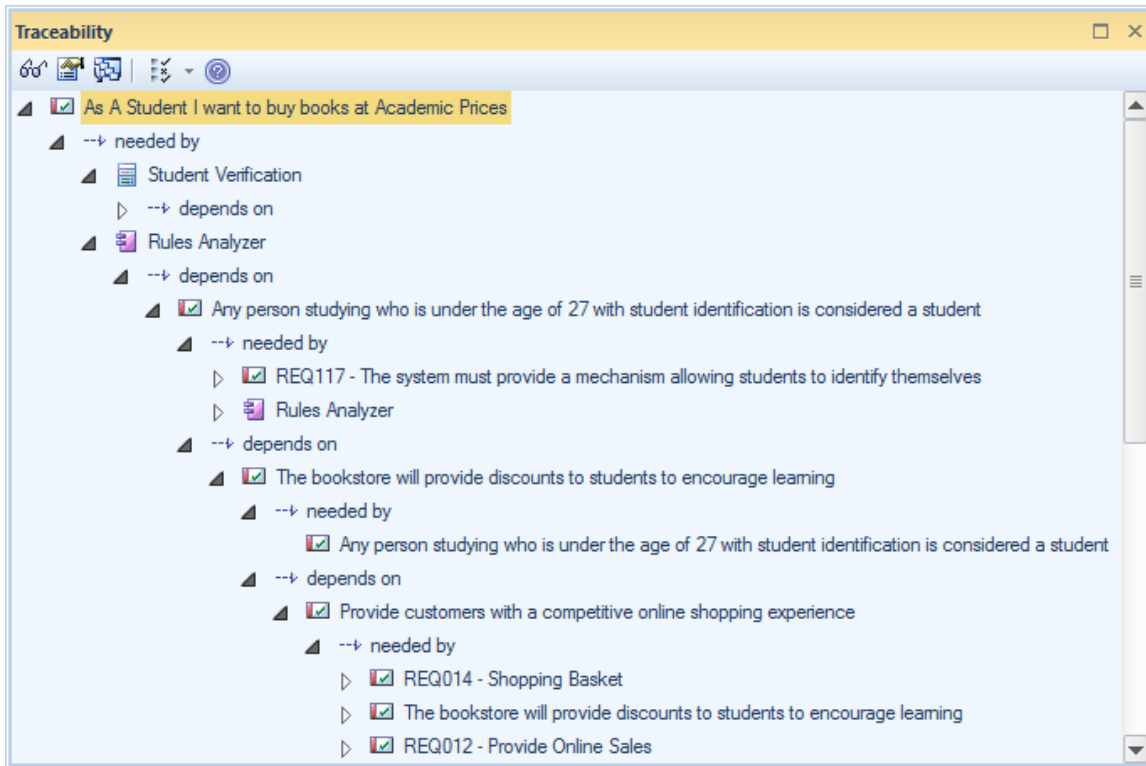 Traceability
As A Student I want to buy books at Academic Prices
needed by
Student Verification
depends on
Rules Analyzer
depends on
Any person studying who is under the age of 27 with student identification is considered a student
needed by
REQ117 - The system must provide a mechanism allowing students to identify themselves
Rules Analyzer
depends on
The bookstore will provide discounts to students to encourage learning
needed by
Any person studying who is under the age of 27 with student identification is considered a student
depends on
Provide customers with a competitive online shopping experience
needed by
REQ014 - Shopping Basket
The bookstore will provide discounts to students to encourage learning
REQ012 - Provide Online Sales